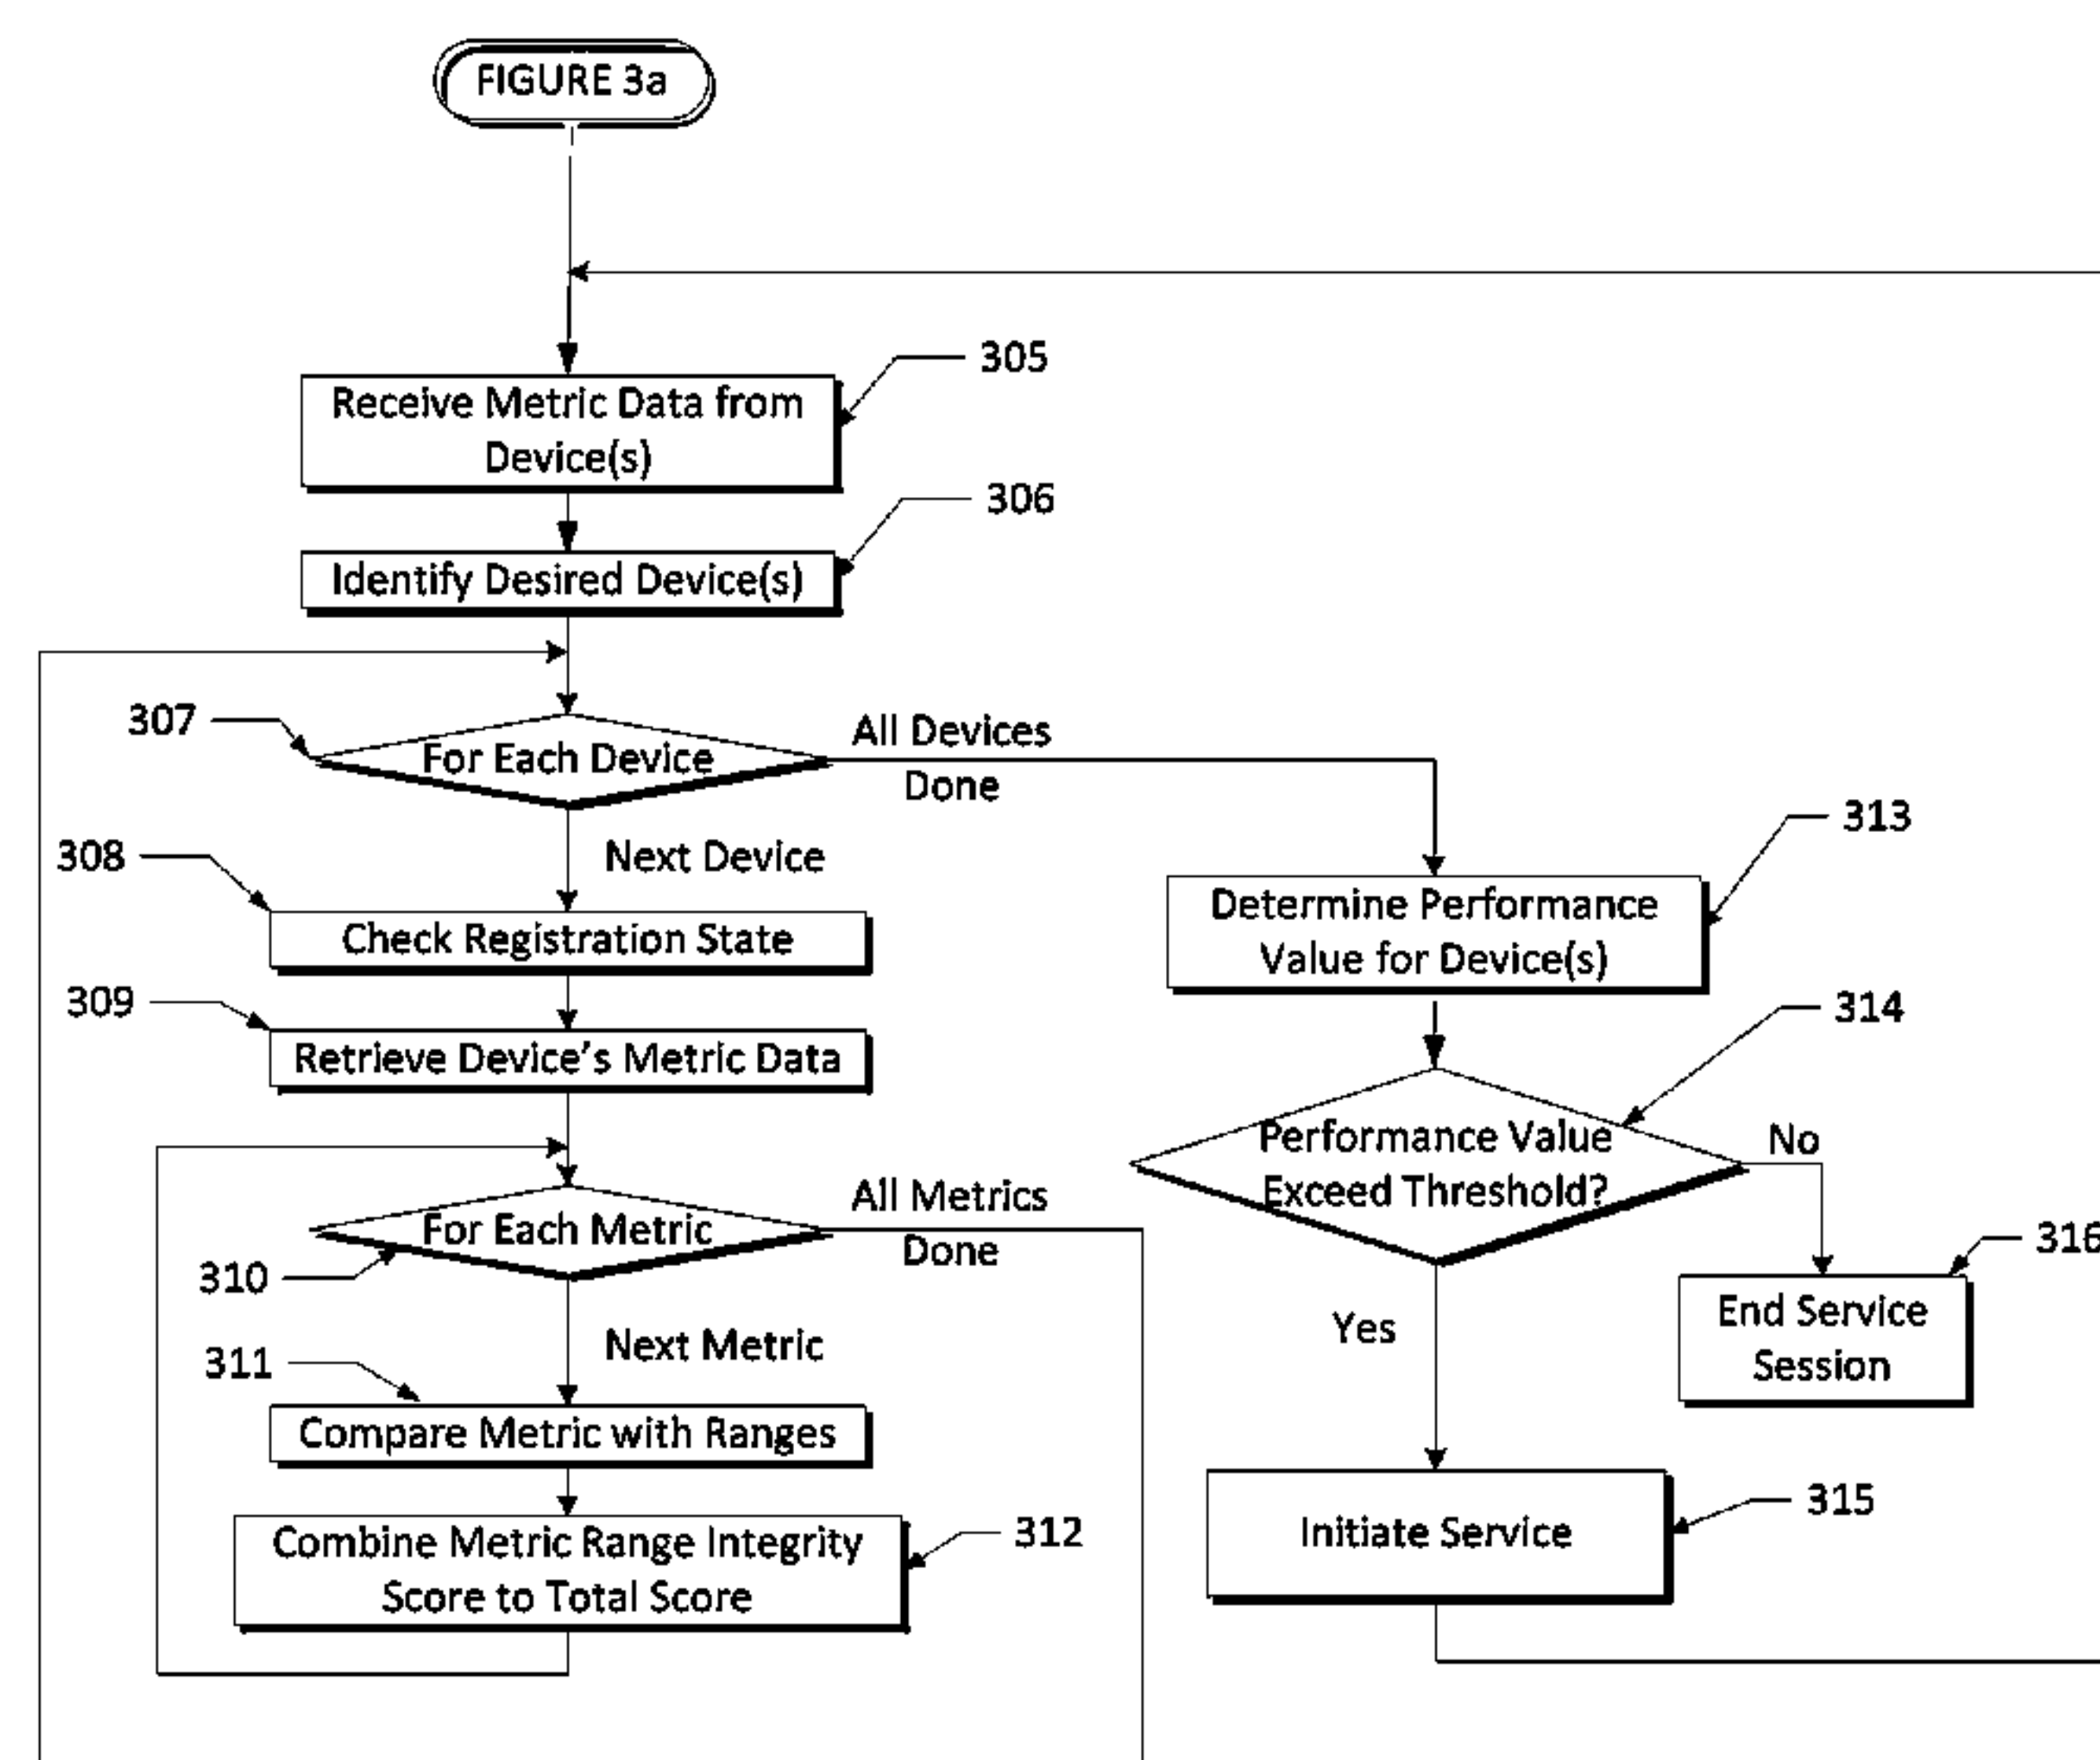 FIGURE 3a
305
Receive Metric Data from
Device(s)
306
Identify Desired Device(s)
307
For Each Device
All Devices
Done
Next Device
308
Check Registration State
309
Retrieve Device's Metric Data
310
For Each Metric
All Metrics
Done
Next Metric
311
Compare Metric with Ranges
312
Combine Metric Range Integrity
Score to Total Score
313
Determine Performance
Value for Device(s)
314
Performance Value
Exceed Threshold?
No
316
End Service
Session
Yes
315
Initiate Service